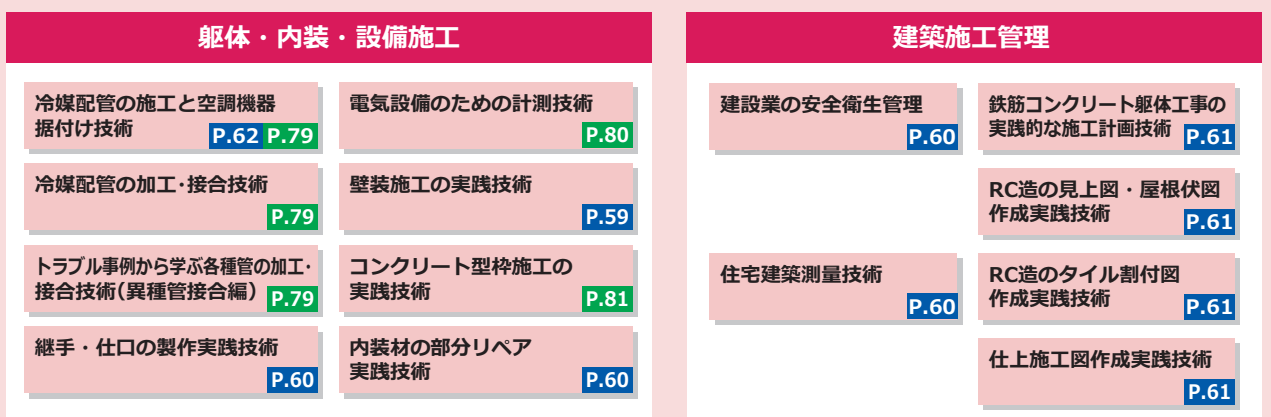 躯体・内装・設備施工
冷媒配管の施工と空調機器
据付け技術 P.62 P.79
電気設備のための計測技術
P.80
冷媒配管の加工・接合技術
P.79
壁装施工の実践技術
P.59
トラブル事例から学ぶ各種管の加工・
接合技術(異種管接合編) P.79
コンクリート型枠施工の
実践技術 P.81
継手・仕口の製作実践技術
P.60
内装材の部分リペア
実践技術 P.60
建築施工管理
建設業の安全衛生管理
P.60
鉄筋コンクリート躯体工事の
実践的な施工計画技術 P.61
RC造の見上図・屋根伏図
作成実践技術 P.61
住宅建築測量技術
P.60
RC造のタイル割付図
作成実践技術 P.61
仕上施工図作成実践技術
P.61